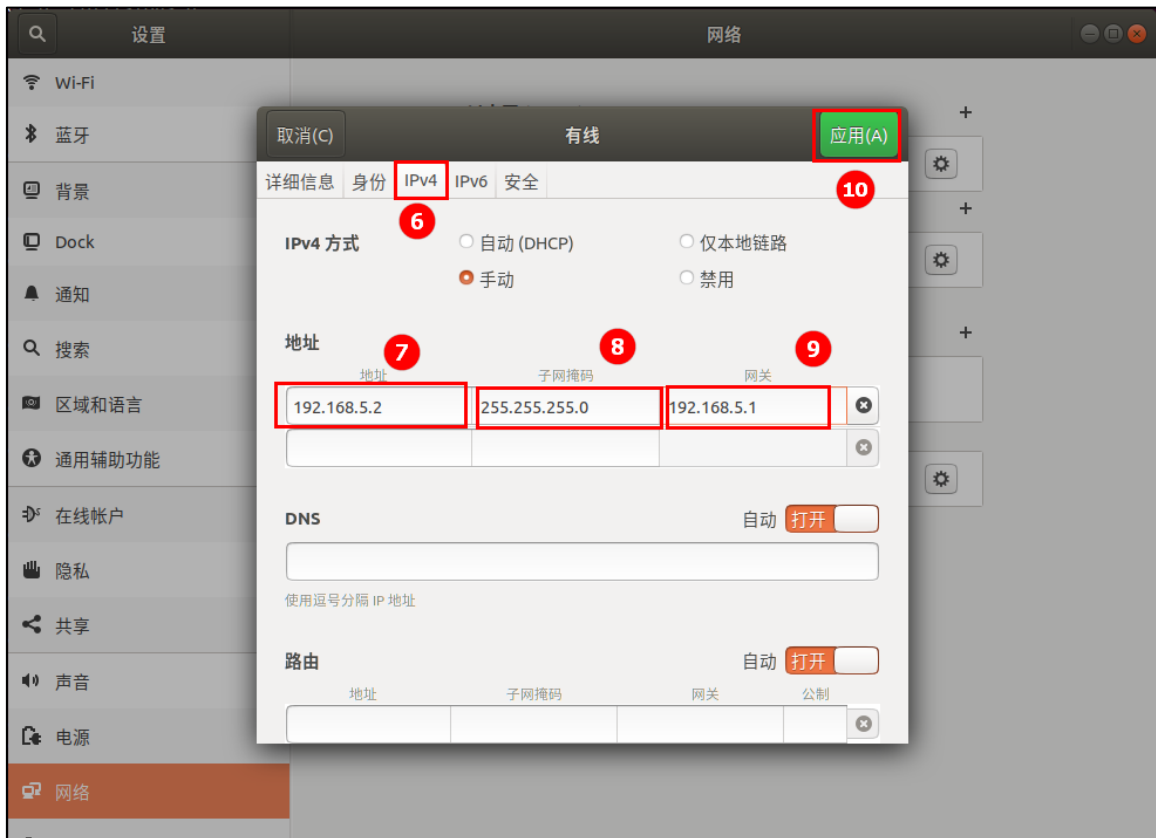 设置
网络
Wi-Fi
蓝牙
背景
Dock
通知
搜索
区域和语言
通用辅助功能
在线帐户
隐私
共享
声音
电源
网络
取消(C)
有线
应用(A)
10
详细信息 身份 IPv4 IPv6 安全
6
IPv4 方式
自动 (DHCP)
仅本地链路
手动
禁用
地址
7
8
9
地址 子网掩码 网关
192.168.5.2 255.255.255.0 192.168.5.1
DNS
自动 打开
使用逗号分隔 IP 地址
路由
自动 打开
地址 子网掩码 网关 公制